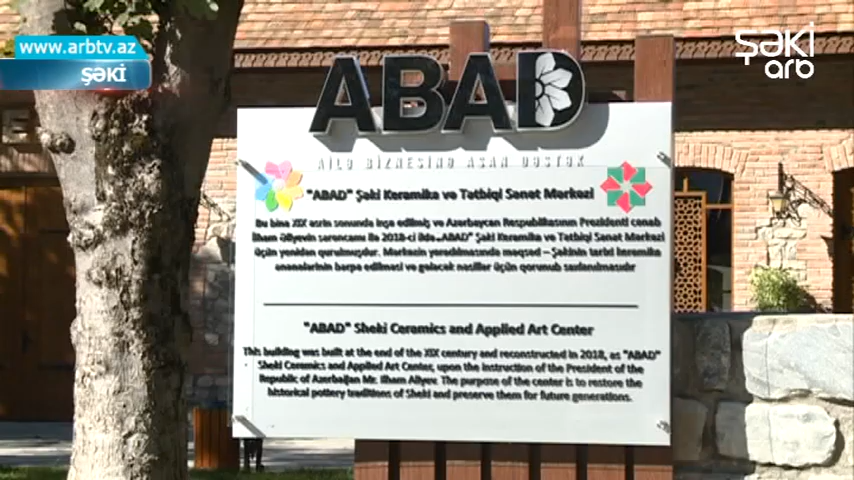 www.arbtv.az
ŞƏKİ
ŞƏKİ
arb
ABAD
AİLƏ BİZNESİNƏ ASAN DƏSTƏK
"ABAD" Şəki Keramika və Tətbiqi Sənət Mərkəzi
Bu bina XIX əsrin sonunda inşa edilmiş və Azərbaycan Respublikasının Prezidenti cənab
İlham Əliyevin sərəncamı ilə 2018-ci ildə „ABAD" Şəki Keramika və Tətbiqi Sənət Mərkəzi
üçün yenidən qurulmuşdur. Mərkəzin yaradılmasında məqsəd – Şəkinin tarixi keramika
ənənələrinin bərpa edilməsi və gələcək nəsillər üçün qorunub saxlanılmasıdır
"ABAD" Sheki Ceramics and Applied Art Center
This building was built at the end of the XIX century and reconstructed in 2018, as "ABAD"
Sheki Ceramics and Applied Art Center, upon the instruction of the President of the
Republic of Azerbaijan Mr. Ilham Aliyev. The purpose of the center is to restore the
historical pottery traditions of Sheki and preserve them for future generations.